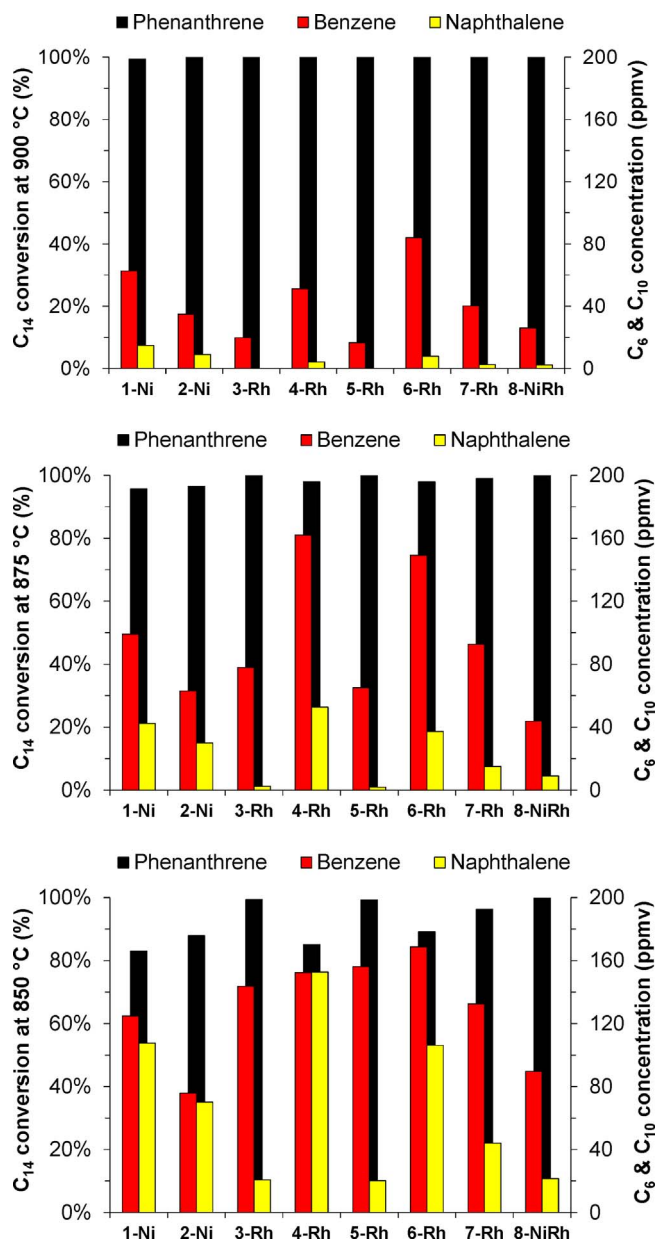 Phenanthrene Benzene Naphthalene
C₁₄ conversion at 900 °C (%)
100% 200
80% 160
60% 120
40% 80
20% 40
0% 0
C₆ & C₁₀ concentration (ppmv)
1-Ni 2-Ni 3-Rh 4-Rh 5-Rh 6-Rh 7-Rh 8-NiRh
Phenanthrene Benzene Naphthalene
C₁₄ conversion at 875 °C (%)
100% 200
80% 160
60% 120
40% 80
20% 40
0% 0
C₆ & C₁₀ concentration (ppmv)
1-Ni 2-Ni 3-Rh 4-Rh 5-Rh 6-Rh 7-Rh 8-NiRh
Phenanthrene Benzene Naphthalene
C₁₄ conversion at 850 °C (%)
100% 200
80% 160
60% 120
40% 80
20% 40
0% 0
C₆ & C₁₀ concentration (ppmv)
1-Ni 2-Ni 3-Rh 4-Rh 5-Rh 6-Rh 7-Rh 8-NiRh